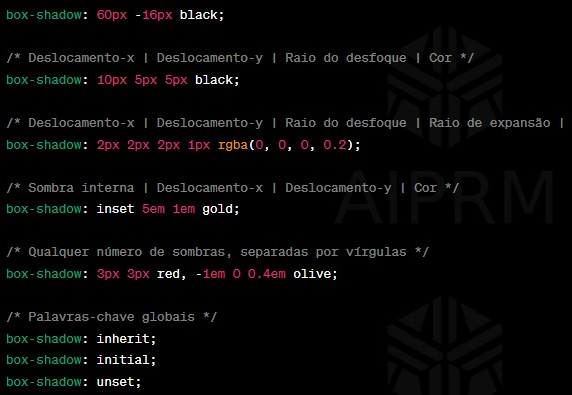 box-shadow: 60px -16px black;
/* Deslocamento-x | Deslocamento-y | Raio do desfoque | Cor */
box-shadow: 10px 5px 5px black;
/* Deslocamento-x | Deslocamento-y | Raio do desfoque | Raio de expansão |
box-shadow: 2px 2px 2px 1px rgba(0, 0, 0, 0.2);
/* Sombra interna | Deslocamento-x | Deslocamento-y | Cor */
box-shadow: inset 5em 1em gold;
/* Qualquer número de sombras, separadas por vírgulas */
box-shadow: 3px 3px red, -1em 0 0.4em olive;
/* Palavras-chave globais */
box-shadow: inherit;
box-shadow: initial;
box-shadow: unset;
AIPRM